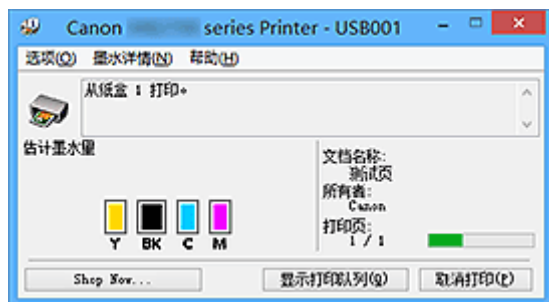 Canon series Printer - USB001
选项(O) 墨水详情(N) 帮助(H)
从纸盒 1 打印。
估计墨水量
Y BK C M
文档名称:
测试页
所有者:
Canon
打印页:
1 / 1
Shop Now... 显示打印队列(Q) 取消打印(P)